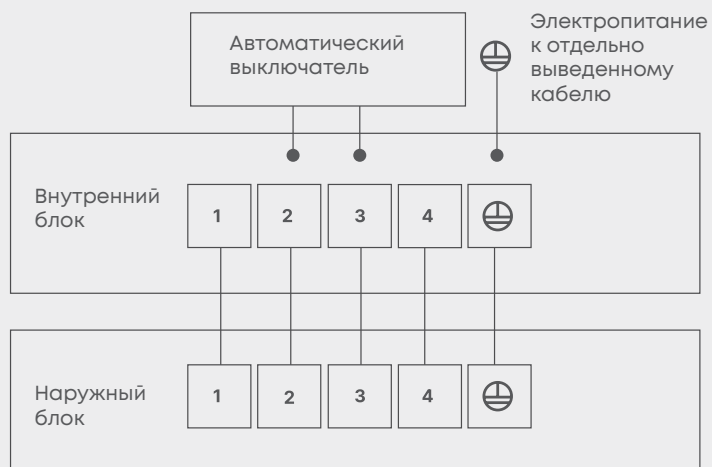 Автоматический
выключатель
Электропитание
к отдельно
выведенному
кабелю
Внутренний
блок
1 2 3 4
Наружный
блок
1 2 3 4